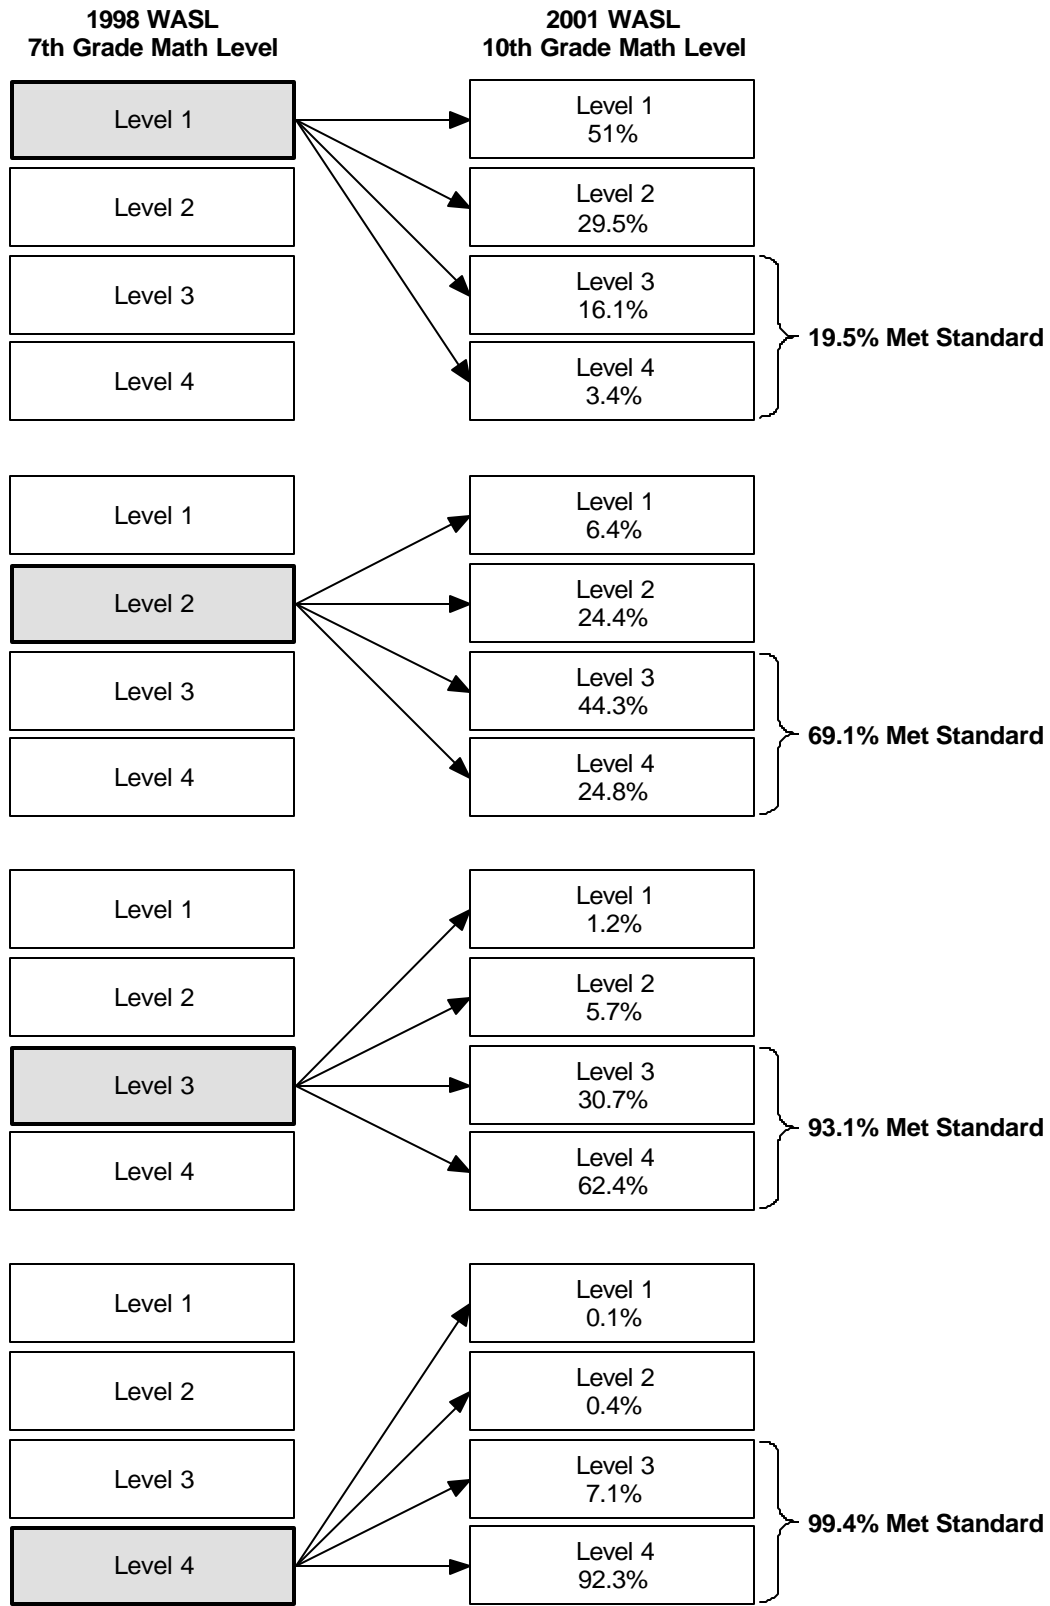 1998 WASL
7th Grade Math Level
2001 WASL
10th Grade Math Level
Level 1
Level 2
Level 3
Level 4
Level 1
51%
Level 2
29.5%
Level 3
16.1%
Level 4
3.4%
19.5% Met Standard
Level 1
Level 2
Level 3
Level 4
Level 1
6.4%
Level 2
24.4%
Level 3
44.3%
Level 4
24.8%
69.1% Met Standard
Level 1
Level 2
Level 3
Level 4
Level 1
1.2%
Level 2
5.7%
Level 3
30.7%
Level 4
62.4%
93.1% Met Standard
Level 1
Level 2
Level 3
Level 4
Level 1
0.1%
Level 2
0.4%
Level 3
7.1%
Level 4
92.3%
99.4% Met Standard